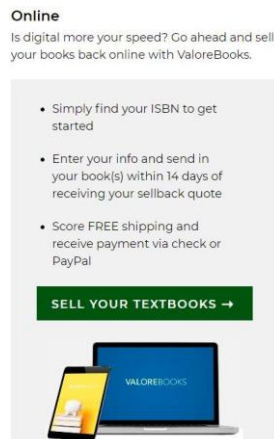 Online
Is digital more your speed? Go ahead and sell
your books back online with ValoreBooks.
• Simply find your ISBN to get
started
• Enter your info and send in
your book(s) within 14 days of
receiving your sellback quote
• Score FREE shipping and
receive payment via check or
PayPal
SELL YOUR TEXTBOOKS →
VALOREBOOKS